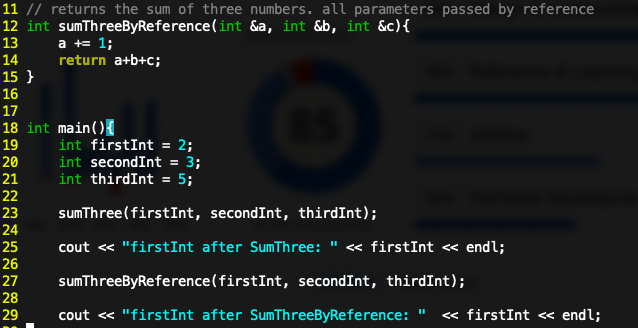 11 // returns the sum of three numbers. all parameters passed by reference
12 int sumThreeByReference(int &a, int &b, int &c){
13     a += 1;
14     return a+b+c;
15 }
16
17
18 int main(){
19     int firstInt = 2;
20     int secondInt = 3;
21     int thirdInt = 5;
22
23     sumThree(firstInt, secondInt, thirdInt);
24
25     cout << "firstInt after SumThree: " << firstInt << endl;
26
27     sumThreeByReference(firstInt, secondInt, thirdInt);
28
29     cout << "firstInt after SumThreeByReference: "  << firstInt << endl;
85